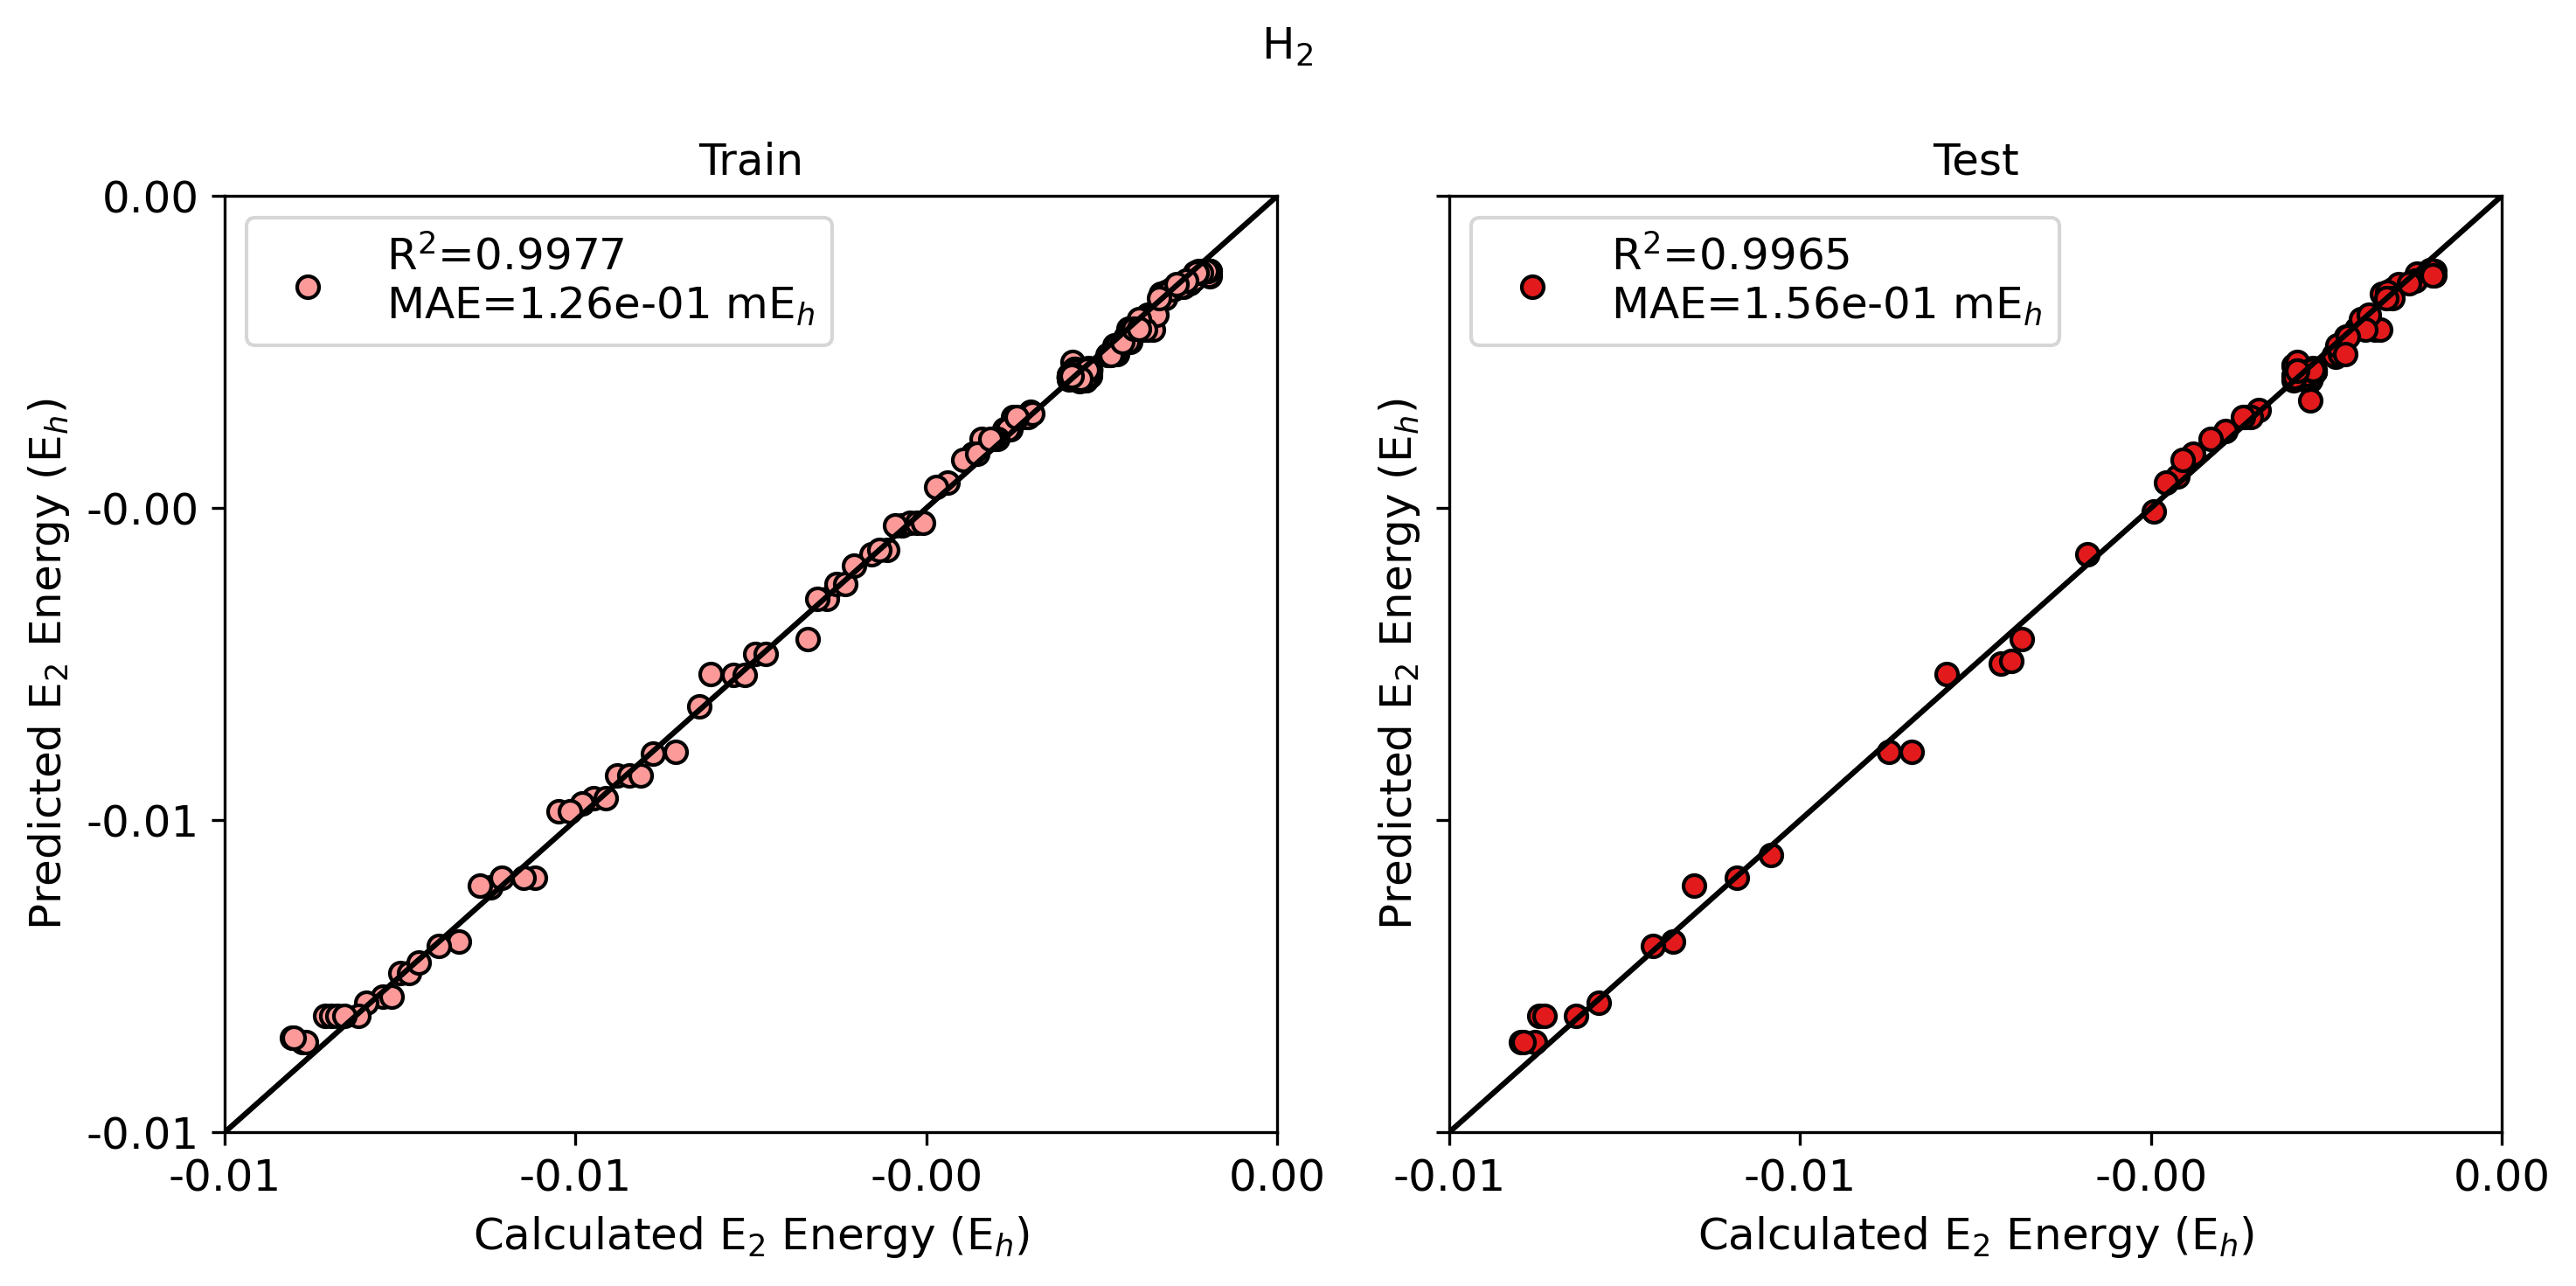 H₂
Train
R²=0.9977
MAE=1.26e-01 mEₕ
0.00
-0.00
-0.01
-0.01
Predicted E₂ Energy (Eₕ)
-0.01
-0.01
-0.00
0.00
Calculated E₂ Energy (Eₕ)
Test
R²=0.9965
MAE=1.56e-01 mEₕ
Predicted E₂ Energy (Eₕ)
-0.01
-0.01
-0.00
0.00
Calculated E₂ Energy (Eₕ)